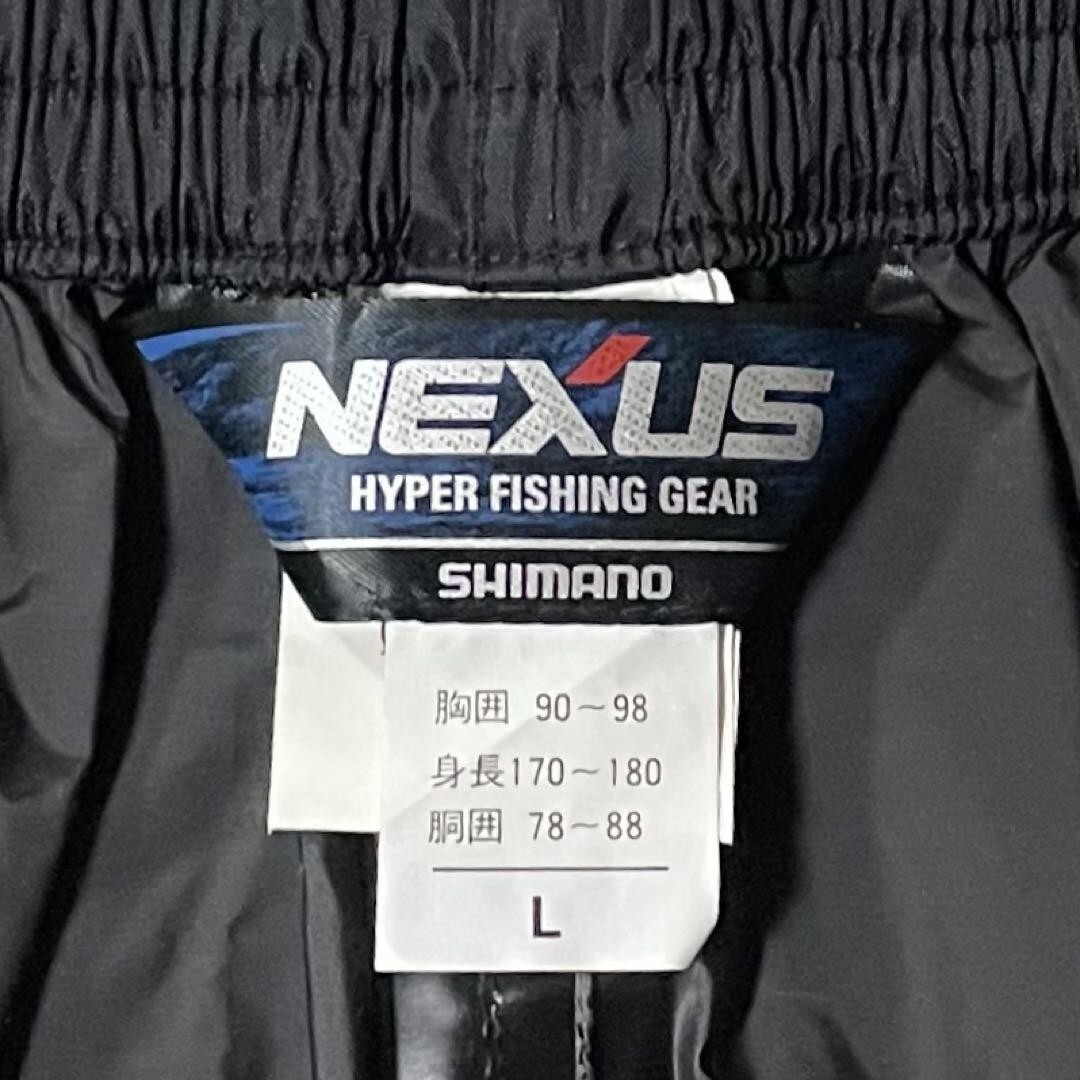 NEXUS
HYPER FISHING GEAR
SHIMANO
胸囲 90～98
身長170～180
胴囲 78～88
L